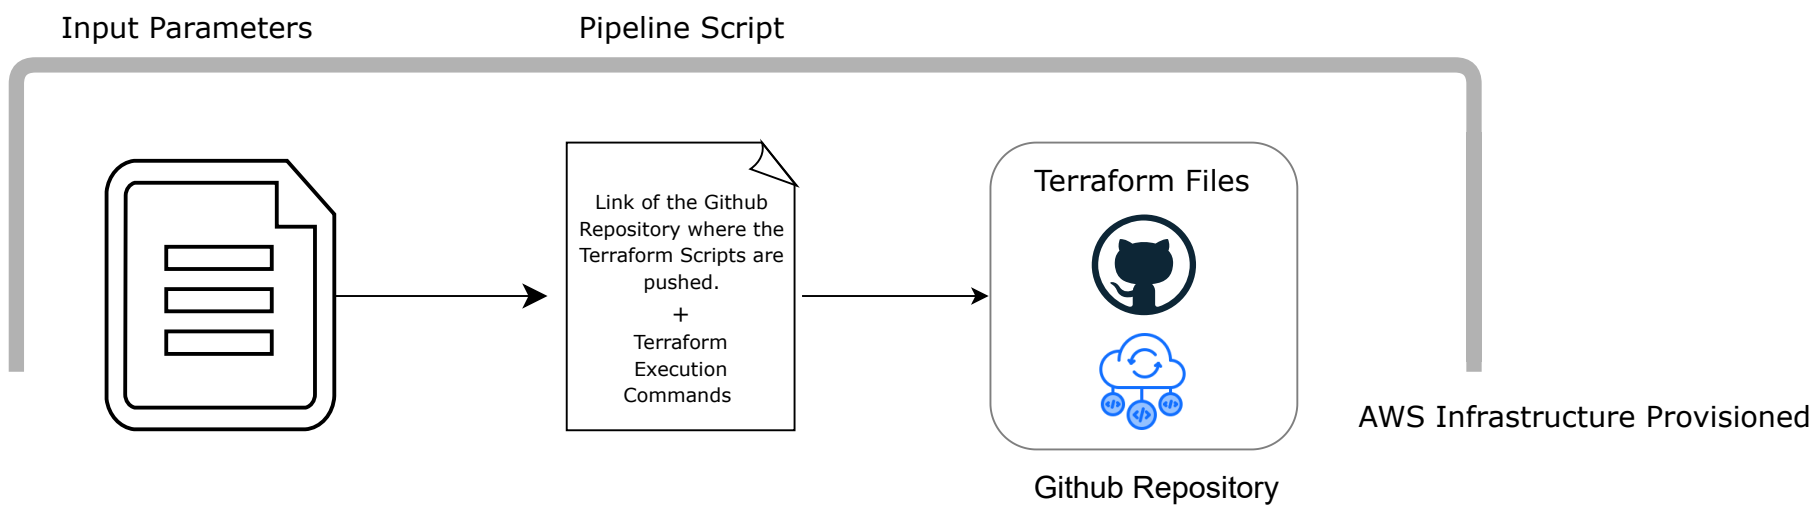 Input Parameters
Pipeline Script
Link of the Github
Repository where the
Terraform Scripts are
pushed.
+
Terraform
Execution
Commands
Terraform Files
</>
</>
</>
Github Repository
AWS Infrastructure Provisioned